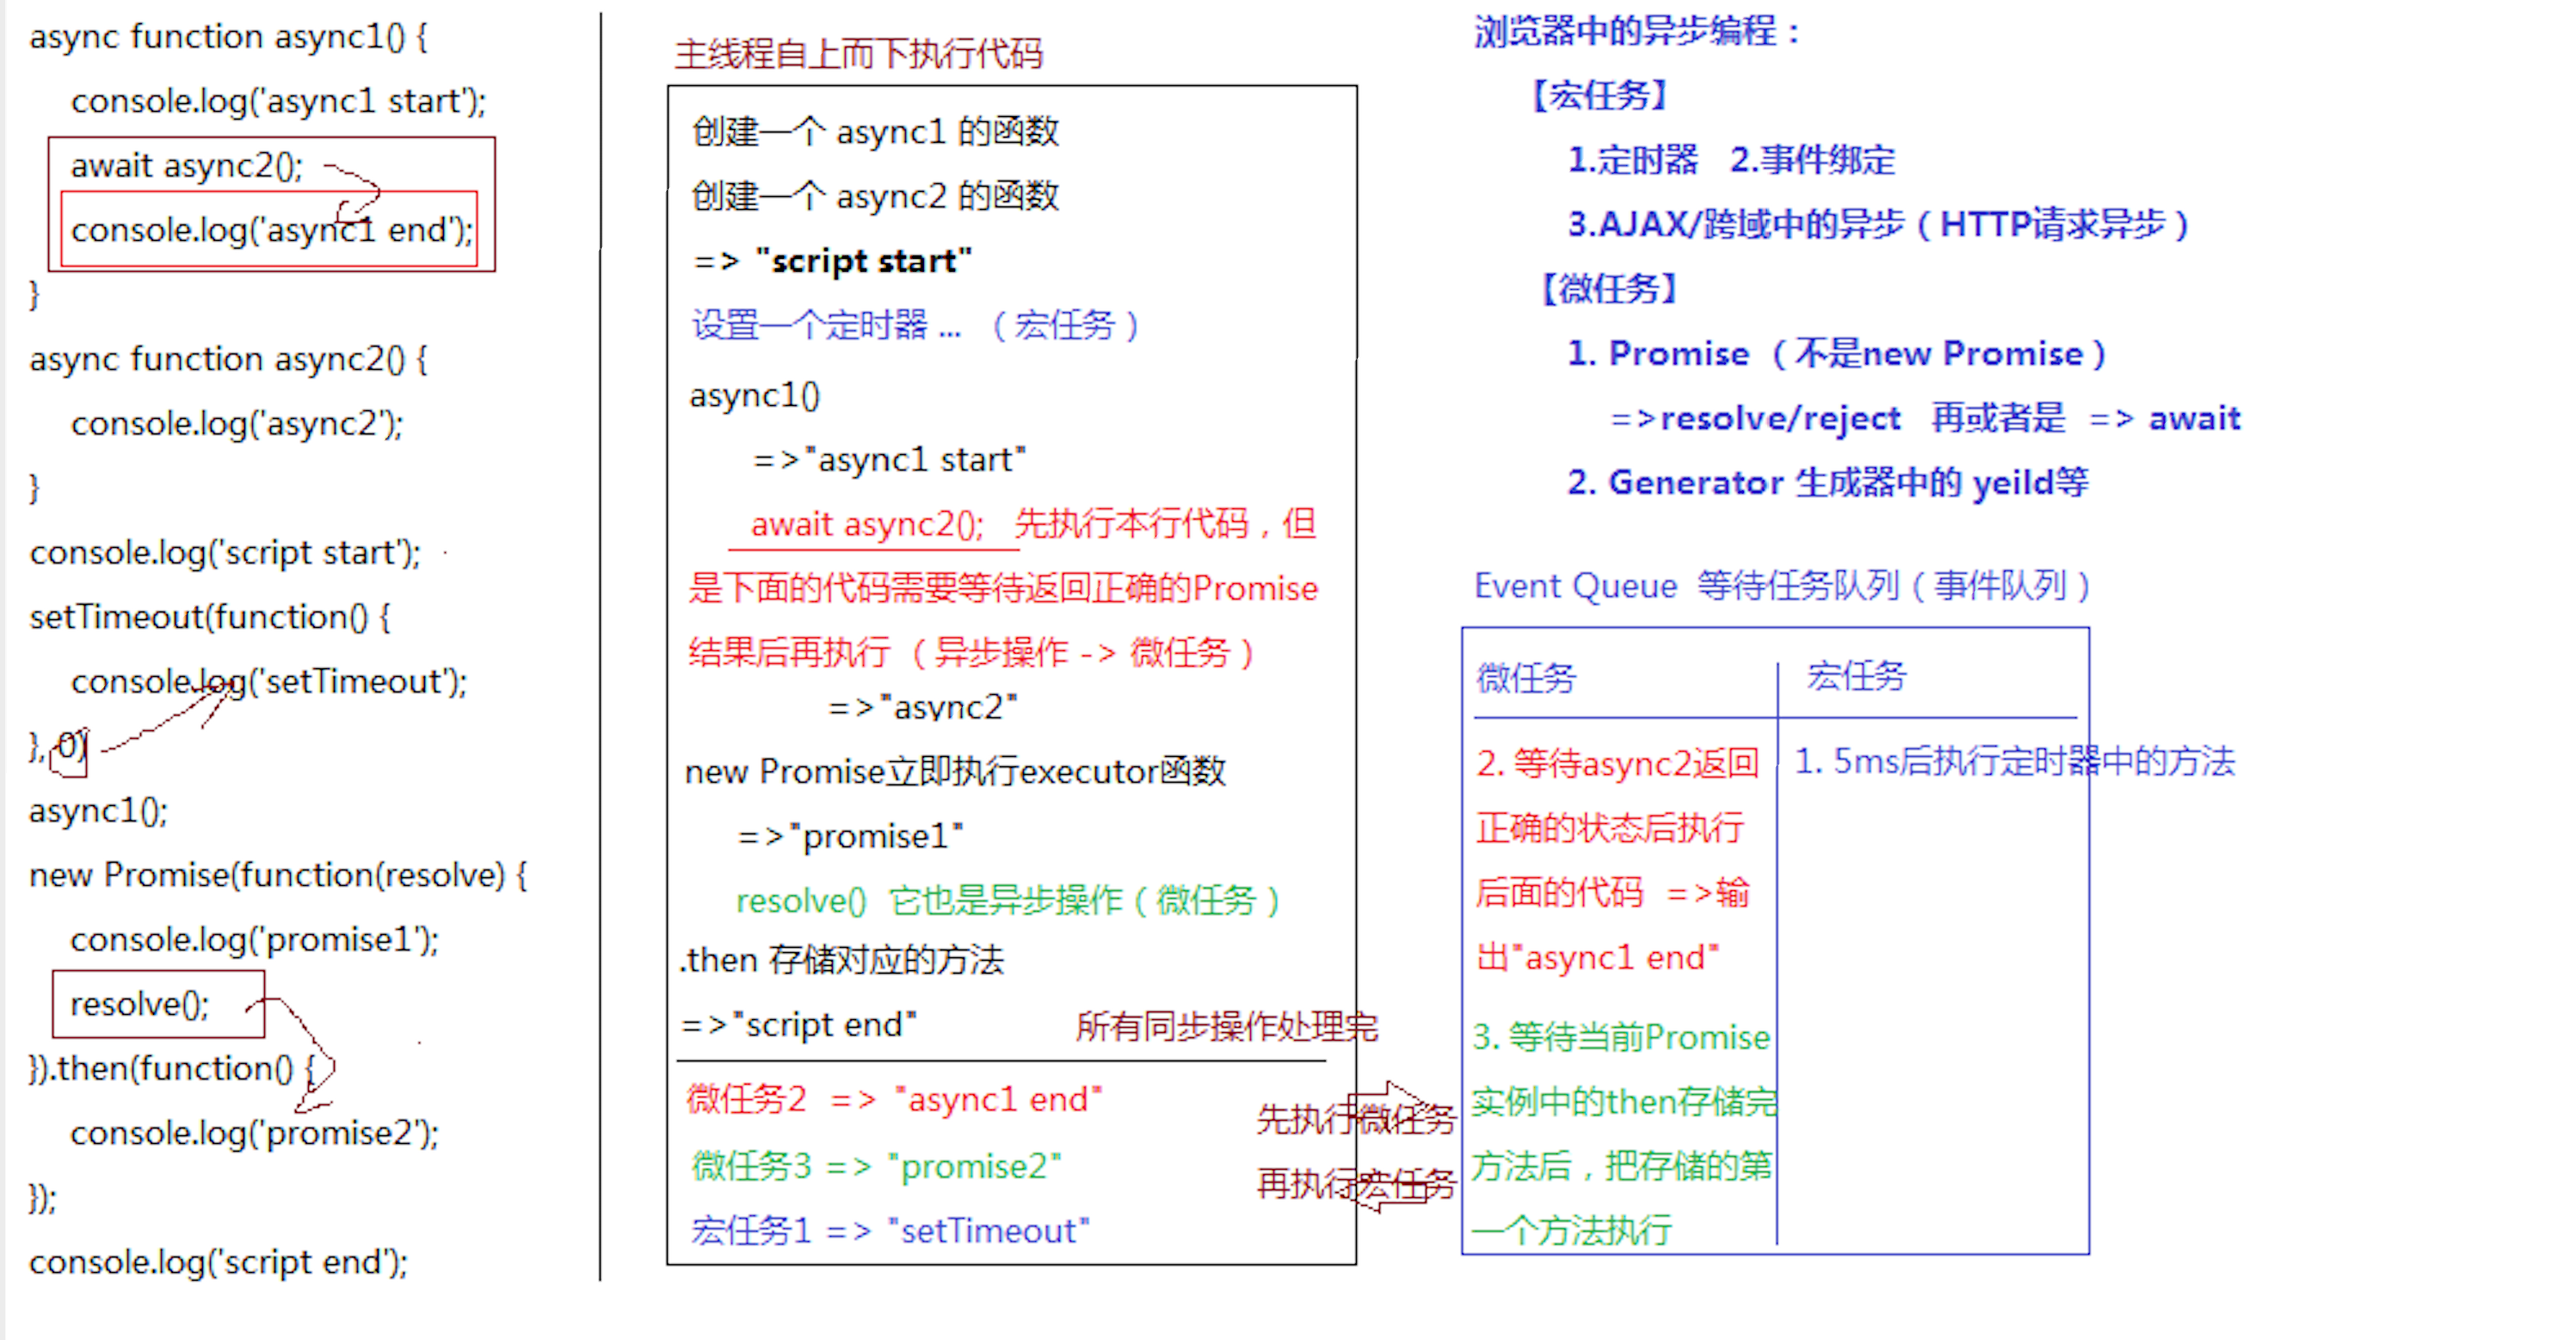 async function async1() {
console.log('async1 start');
await async2();
console.log('async1 end');
}
async function async2() {
console.log('async2');
}
console.log('script start');
setTimeout(function() {
console.log('setTimeout');
}, 0)
async1();
new Promise(function(resolve) {
console.log('promise1');
resolve();
}).then(function() {
console.log('promise2');
});
console.log('script end');
主线程自上而下执行代码
创建一个 async1 的函数
创建一个 async2 的函数
=> "script start"
设置一个定时器 ... （宏任务）
async1()
=>"async1 start"
await async2(); 先执行本行代码，但
是下面的代码需要等待返回正确的Promise
结果后再执行（异步操作 -> 微任务）
=>"async2"
new Promise立即执行executor函数
=>"promise1"
resolve() 它也是异步操作（微任务）
.then 存储对应的方法
=>"script end" 所有同步操作处理完
微任务2 => "async1 end"
微任务3 => "promise2"
宏任务1 => "setTimeout"
先执行微任务
再执行宏任务
浏览器中的异步编程：
【宏任务】
1.定时器 2.事件绑定
3.AJAX/跨域中的异步（HTTP请求异步）
【微任务】
1. Promise （不是new Promise）
=>resolve/reject 再或者是 => await
2. Generator 生成器中的 yeild等
Event Queue 等待任务队列（事件队列）
微任务 宏任务
2. 等待async2返回
正确的状态后执行
后面的代码 =>输
出"async1 end"
3. 等待当前Promise
实例中的then存储完
方法后，把存储的第
一个方法执行
1. 5ms后执行定时器中的方法